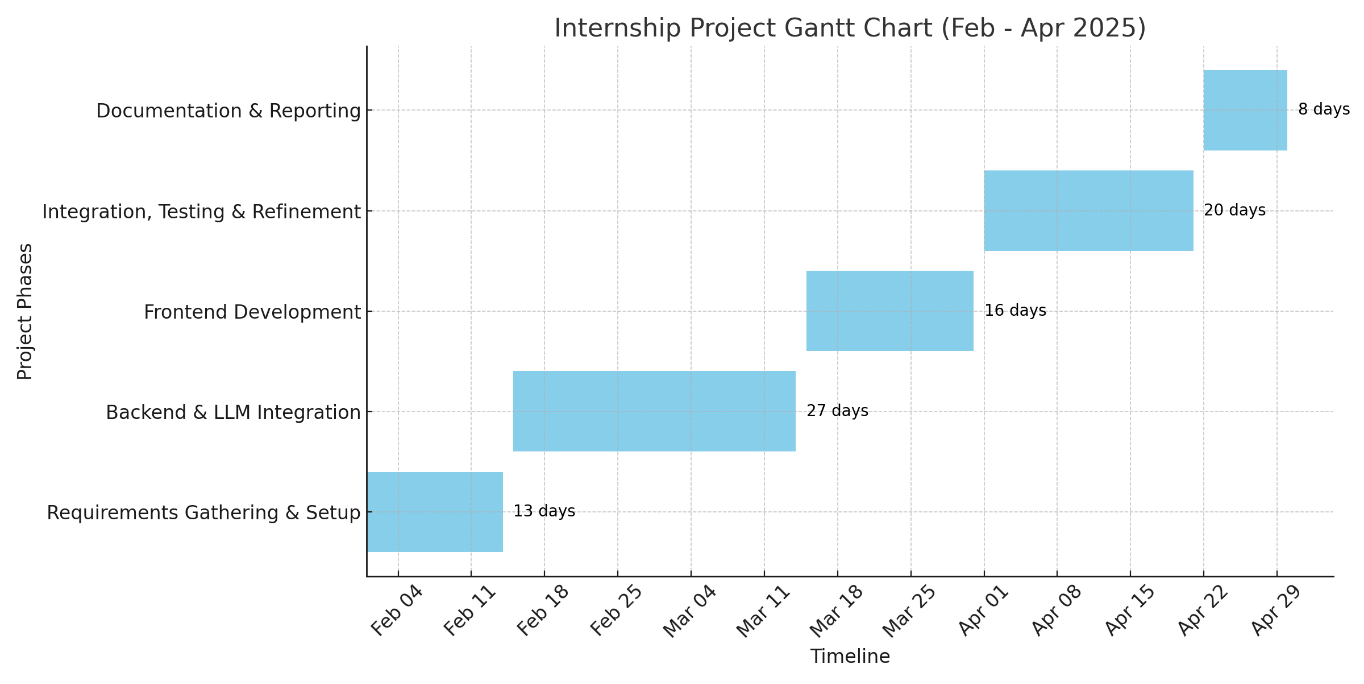 Internship Project Gantt Chart (Feb - Apr 2025)
Project Phases
Documentation & Reporting
8 days
Integration, Testing & Refinement
20 days
Frontend Development
16 days
Backend & LLM Integration
27 days
Requirements Gathering & Setup
13 days
Feb 04
Feb 11
Feb 18
Feb 25
Mar 04
Mar 11
Mar 18
Mar 25
Apr 01
Apr 08
Apr 15
Apr 22
Apr 29
Timeline